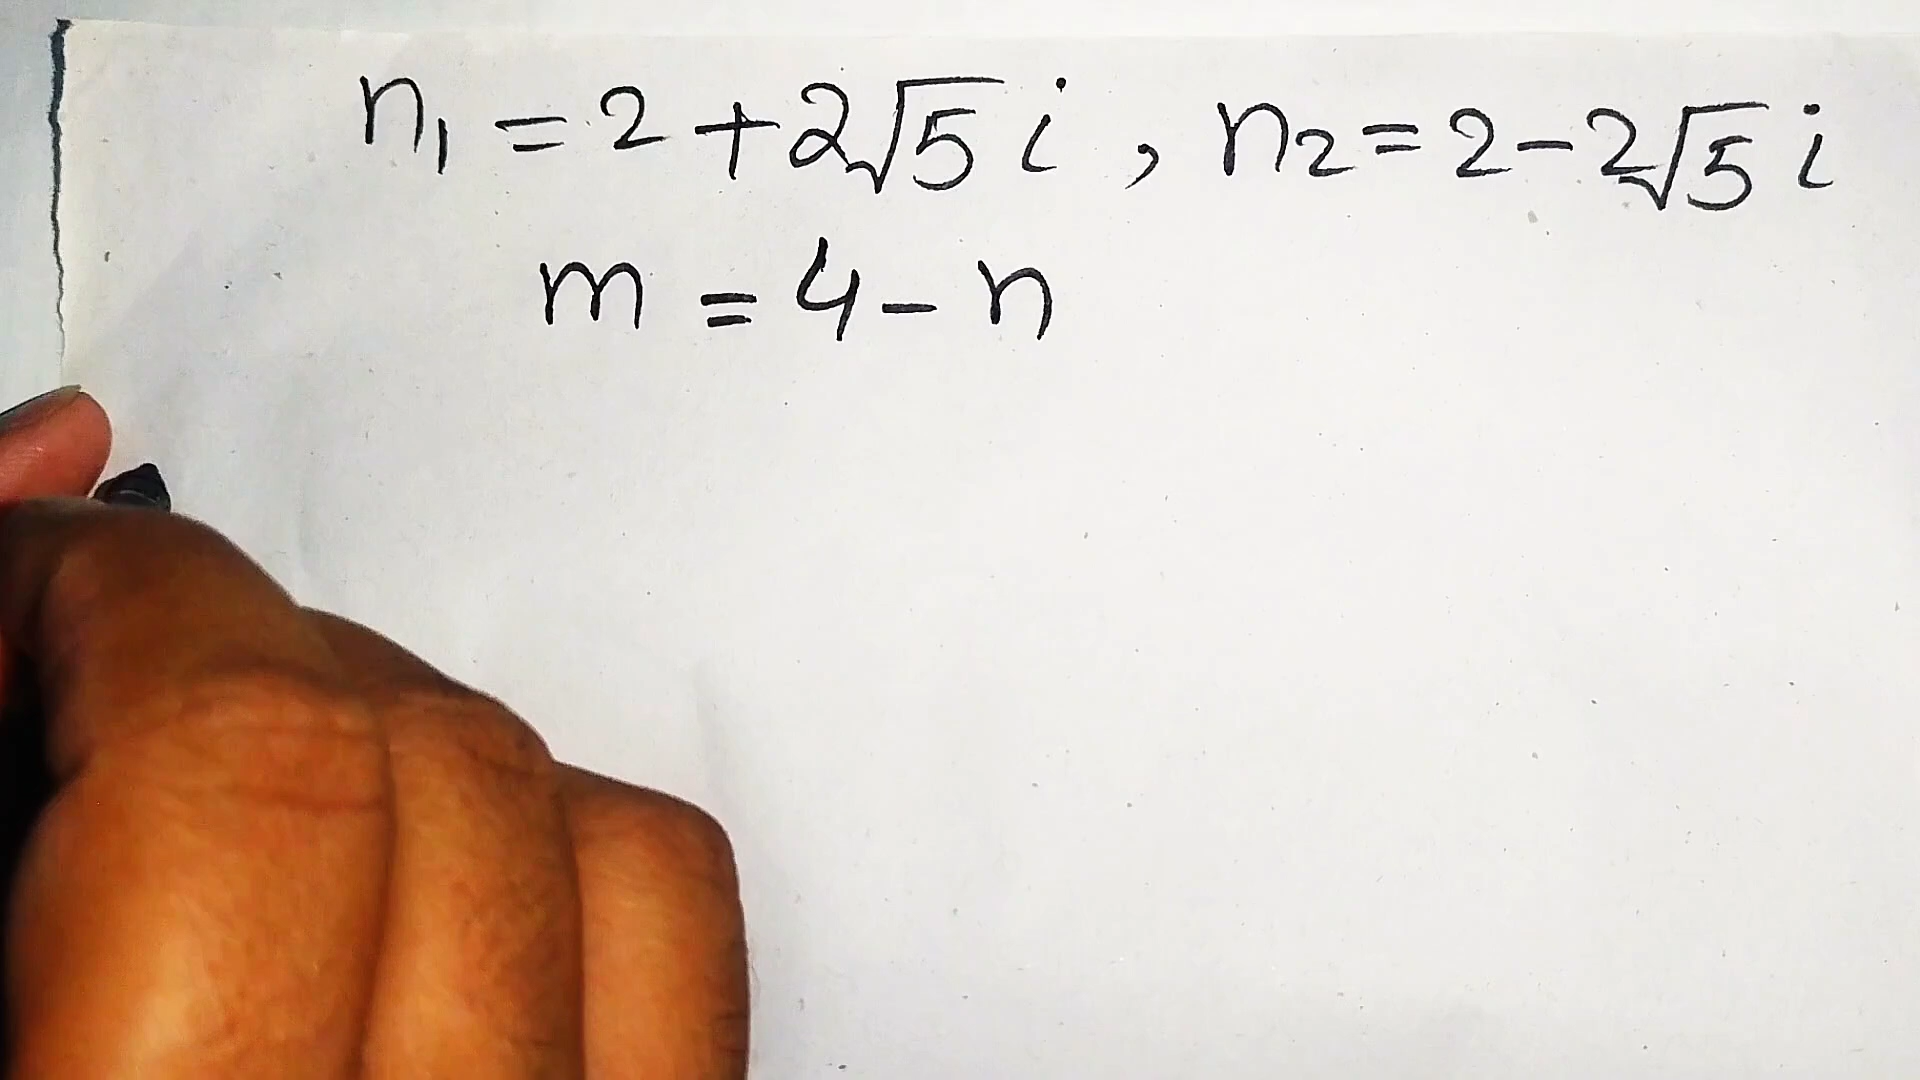 n₁ = 2 + 2√5 i , n₂ = 2 - 2√5 i
m = 4 - n